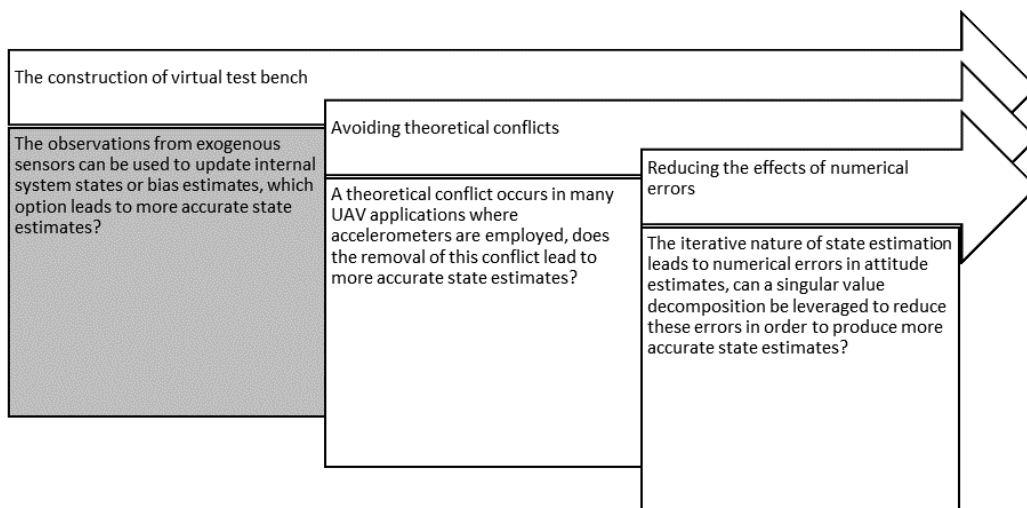 The construction of virtual test bench
The observations from exogenous
sensors can be used to update internal
system states or bias estimates, which
option leads to more accurate state
estimates?
Avoiding theoretical conflicts
A theoretical conflict occurs in many
UAV applications where
accelerometers are employed, does
the removal of this conflict lead to
more accurate state estimates?
Reducing the effects of numerical
errors
The iterative nature of state estimation
leads to numerical errors in attitude
estimates, can a singular value
decomposition be leveraged to reduce
these errors in order to produce more
accurate state estimates?